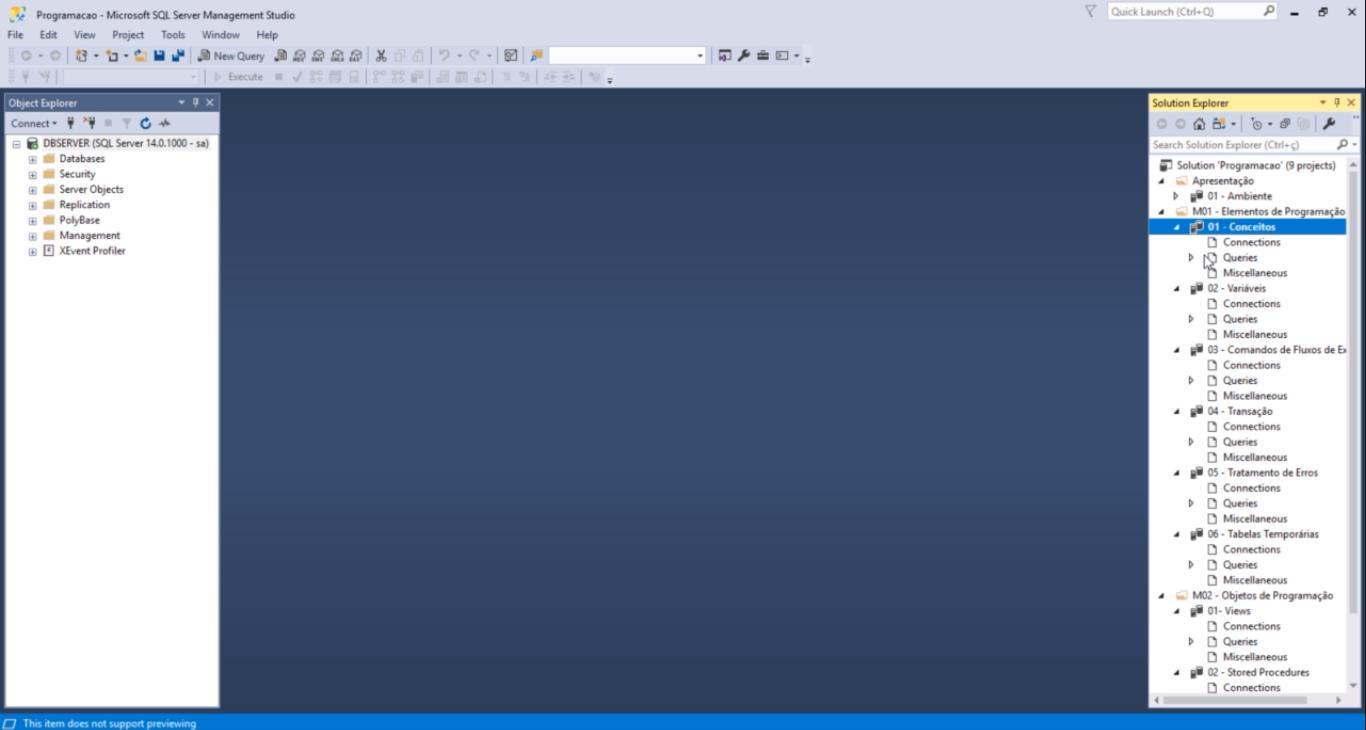 Programacao - Microsoft SQL Server Management Studio
Quick Launch (Ctrl+Q)
File Edit View Project Tools Window Help
New Query
Execute
Object Explorer
Connect
DBSERVER (SQL Server 14.0.1000 - sa)
Databases
Security
Server Objects
Replication
PolyBase
Management
XEvent Profiler
Solution Explorer
Search Solution Explorer (Ctrl+ç)
Solution 'Programacao' (9 projects)
Apresentação
01 - Ambiente
M01 - Elementos de Programação
01 - Conceitos
Connections
Queries
Miscellaneous
02 - Variáveis
Connections
Queries
Miscellaneous
03 - Comandos de Fluxos de Ex
Connections
Queries
Miscellaneous
04 - Transação
Connections
Queries
Miscellaneous
05 - Tratamento de Erros
Connections
Queries
Miscellaneous
06 - Tabelas Temporárias
Connections
Queries
Miscellaneous
M02 - Objetos de Programação
01- Views
Connections
Queries
Miscellaneous
02 - Stored Procedures
Connections
This item does not support previewing